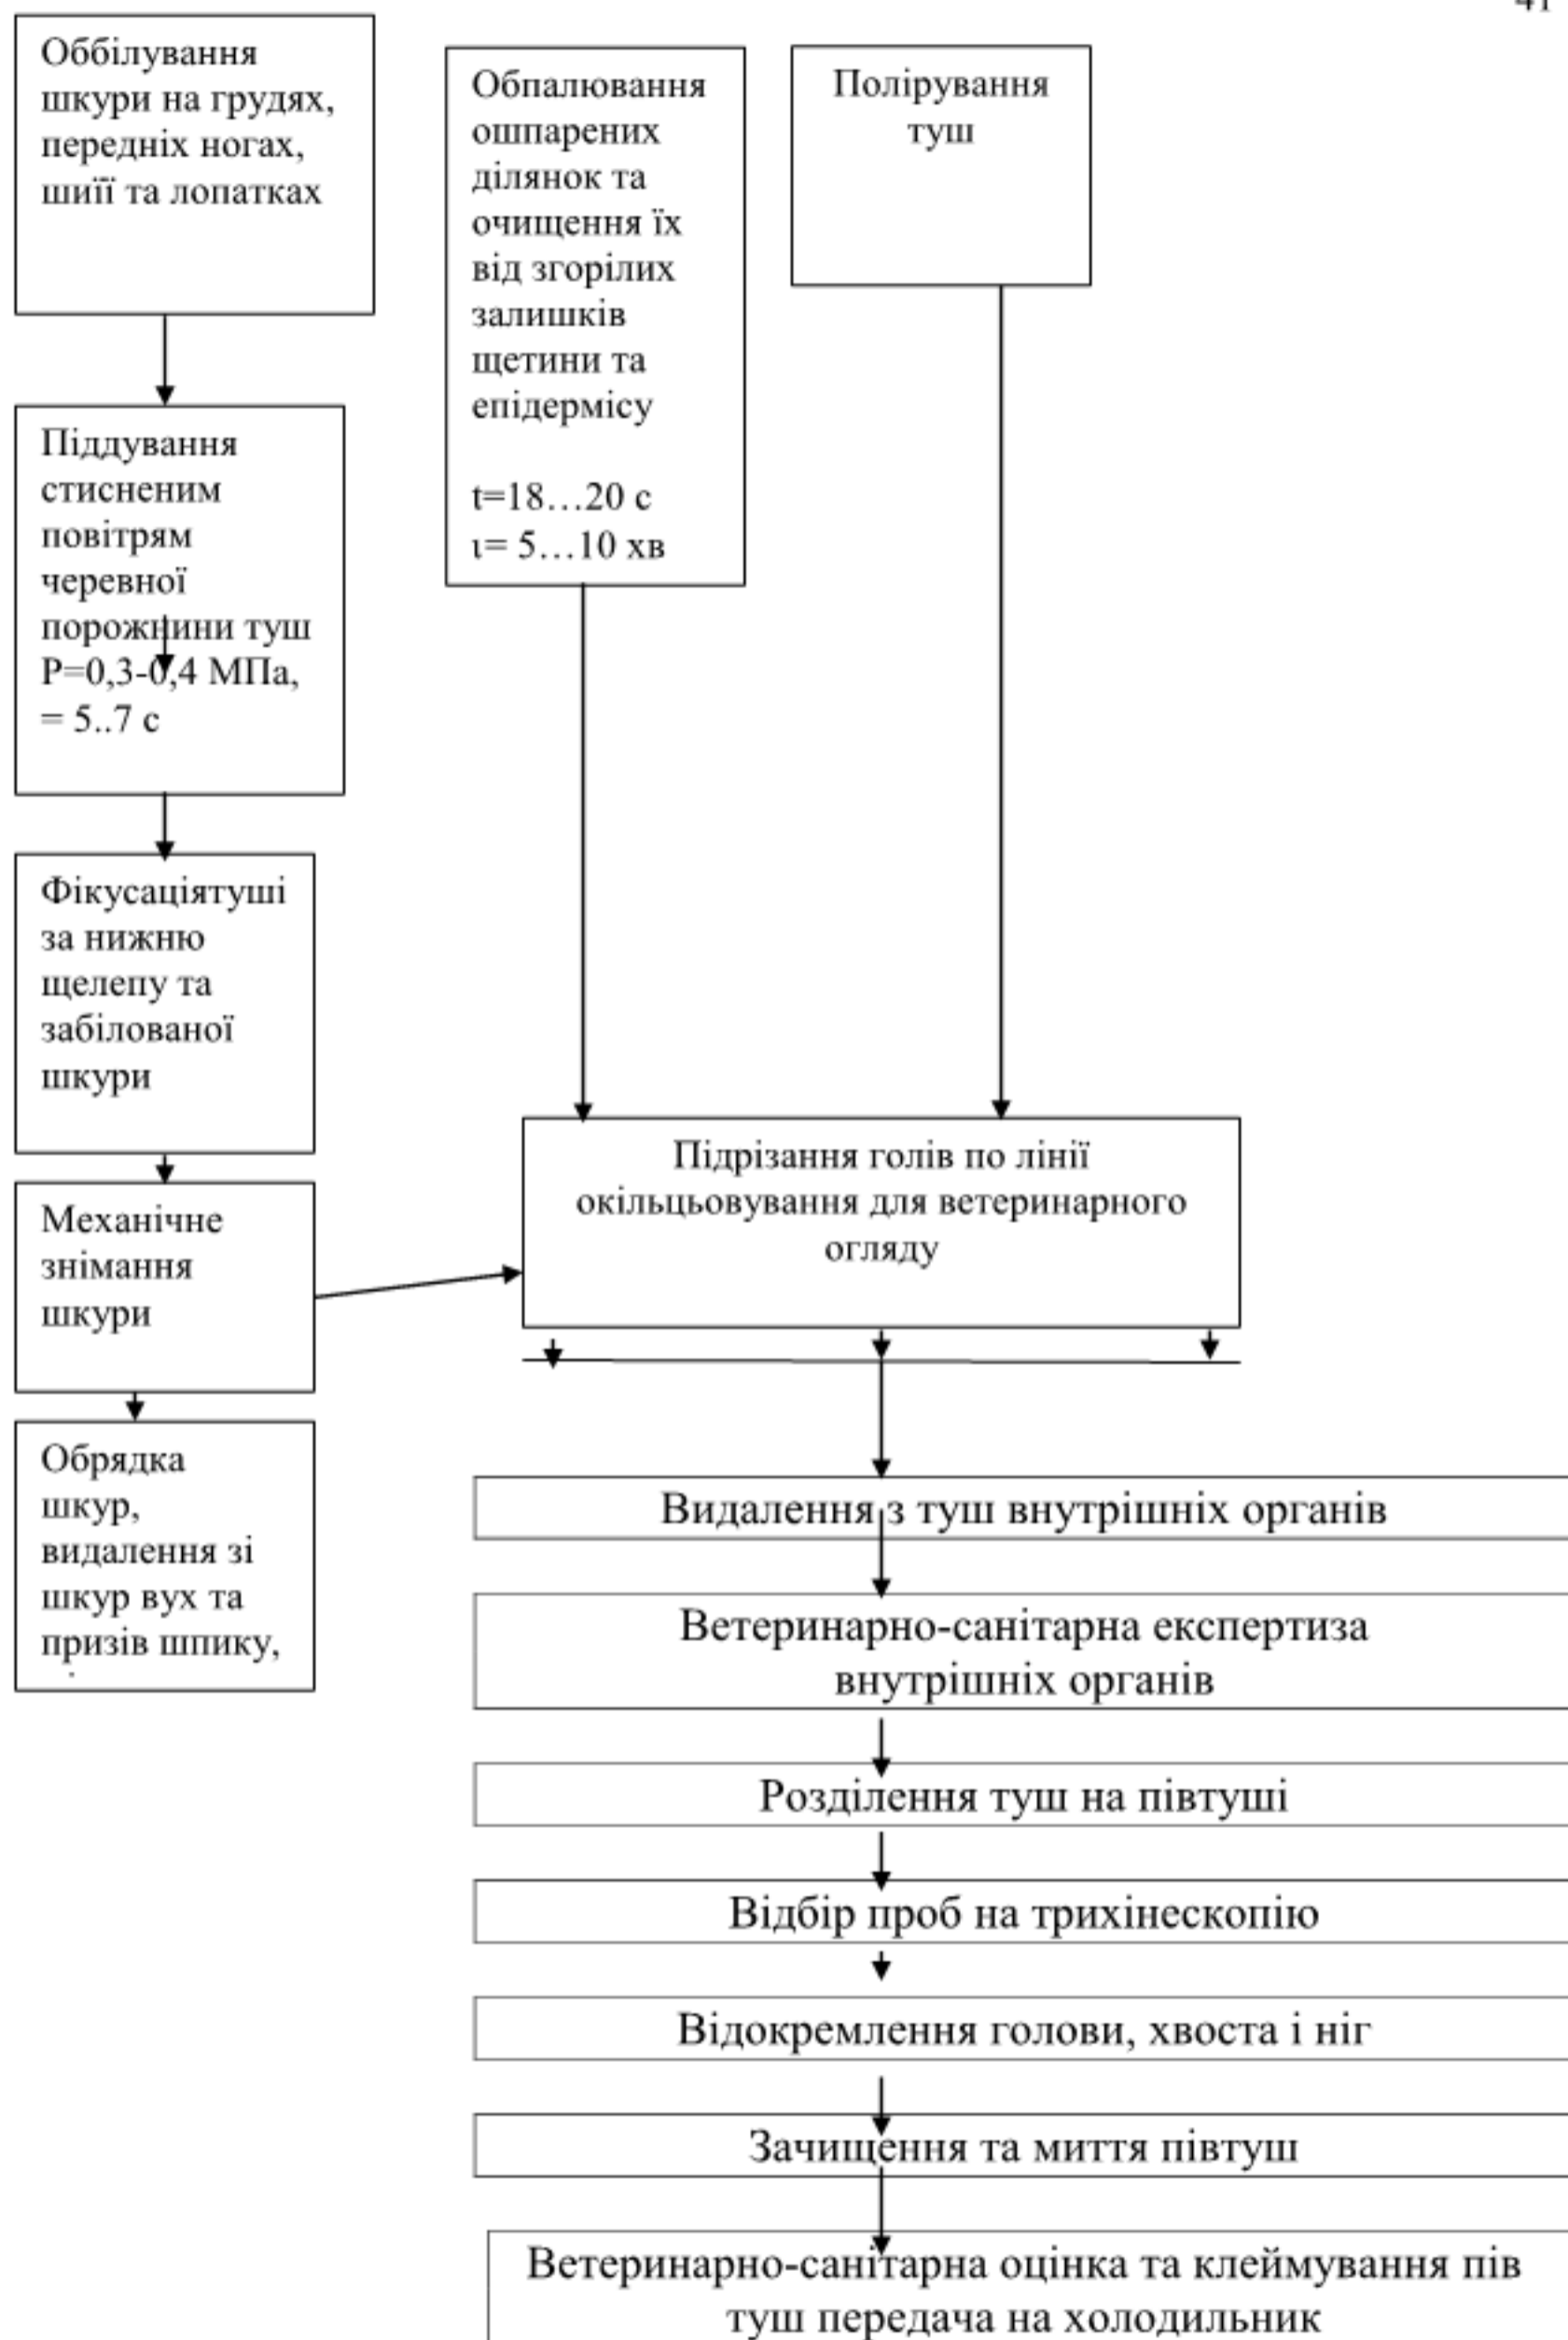 41
Оббілування
шкури на грудях,
передніх ногах,
шиїї та лопатках
Обпалювання
ошпарених
ділянок та
очищення їх
від згорілих
залишків
щетини та
епідермісу
t=18…20 с
ι= 5…10 хв
Полірування
туш
Піддування
стисненим
повітрям
черевної
порожнини туш
Р=0,3-0,4 МПа,
= 5..7 с
Фікусаціятуші
за нижню
щелепу та
забілованої
шкури
Механічне
знімання
шкури
Обрядка
шкур,
видалення зі
шкур вух та
призів шпику,
Підрізання голів по лінії
окільцьовування для ветеринарного
огляду
Видалення з туш внутрішніх органів
Ветеринарно-санітарна експертиза
внутрішніх органів
Розділення туш на півтуші
Відбір проб на трихінескопію
Відокремлення голови, хвоста і ніг
Зачищення та миття півтуш
Ветеринарно-санітарна оцінка та клеймування пів
туш передача на холодильник